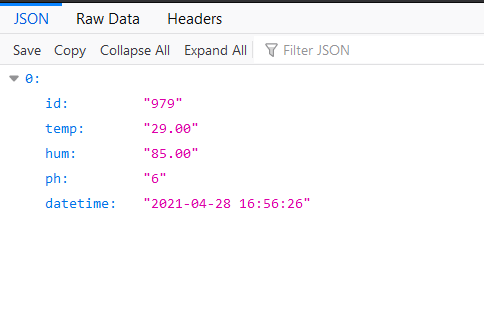 JSON Raw Data Headers
Save Copy Collapse All Expand All Filter JSON
0:
id: "979"
temp: "29.00"
hum: "85.00"
ph: "6"
datetime: "2021-04-28 16:56:26"